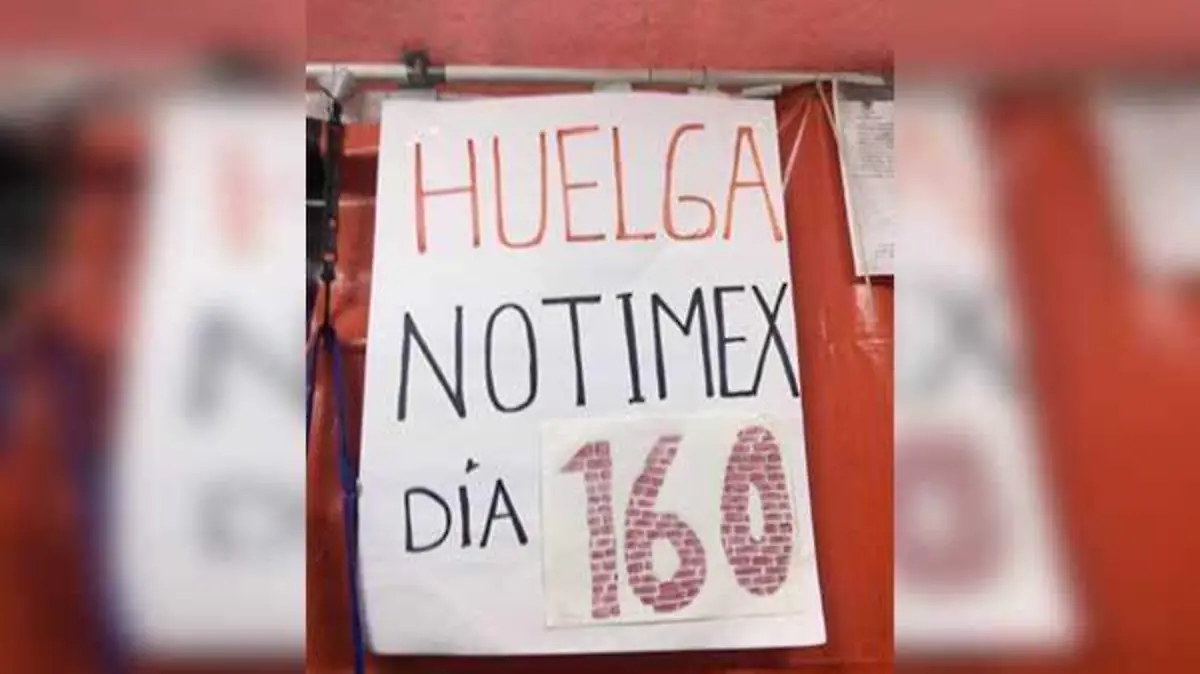 HUELGA
NOTIMEX
DÍA 160